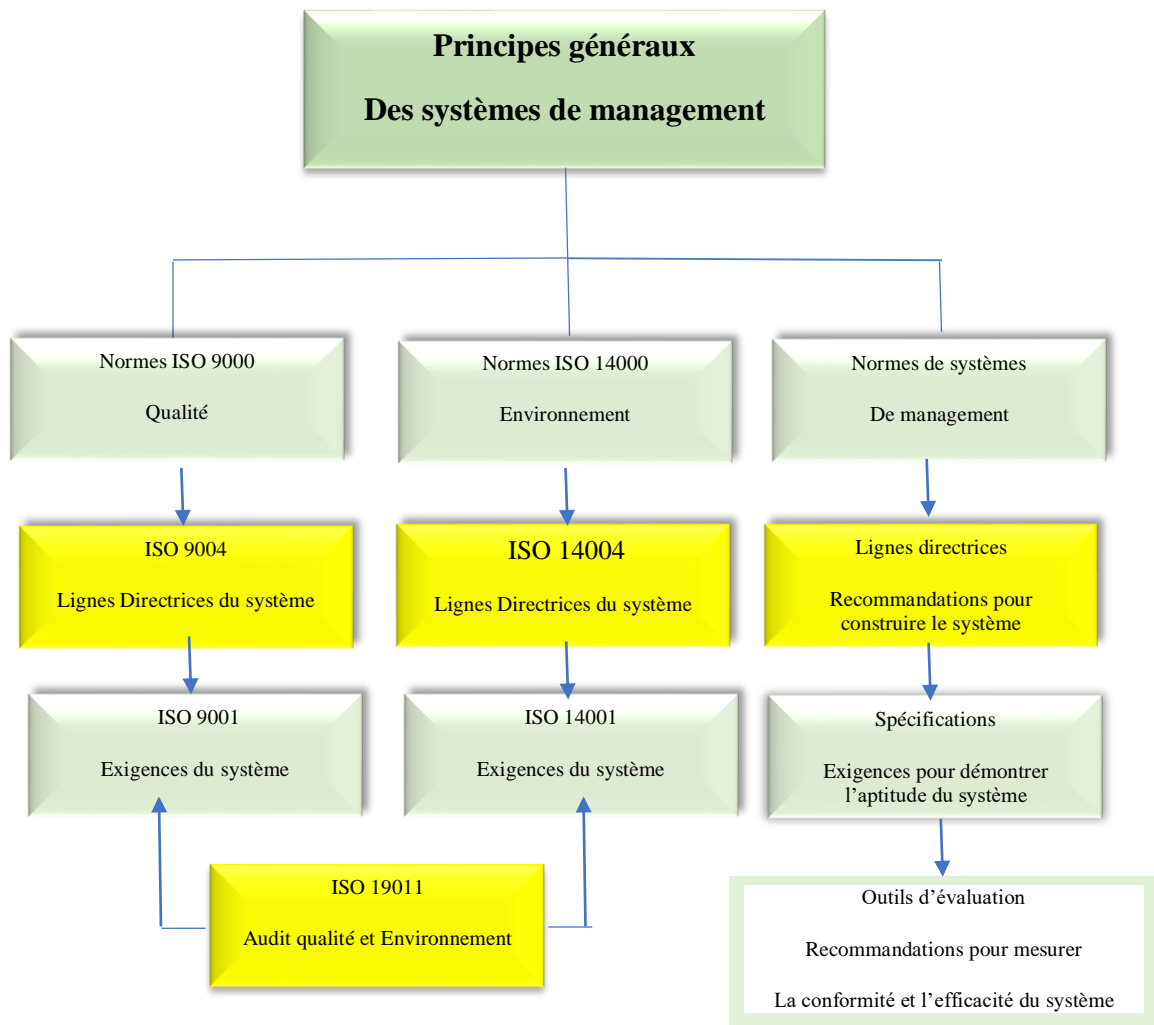 Principes généraux
Des systèmes de management
Normes ISO 9000
Qualité
Normes ISO 14000
Environnement
Normes de systèmes
De management
ISO 9004
Lignes Directrices du système
ISO 14004
Lignes Directrices du système
Lignes directrices
Recommandations pour
construire le système
ISO 9001
Exigences du système
ISO 14001
Exigences du système
Spécifications
Exigences pour démontrer
l’aptitude du système
ISO 19011
Audit qualité et Environnement
Outils d’évaluation
Recommandations pour mesurer
La conformité et l’efficacité du système